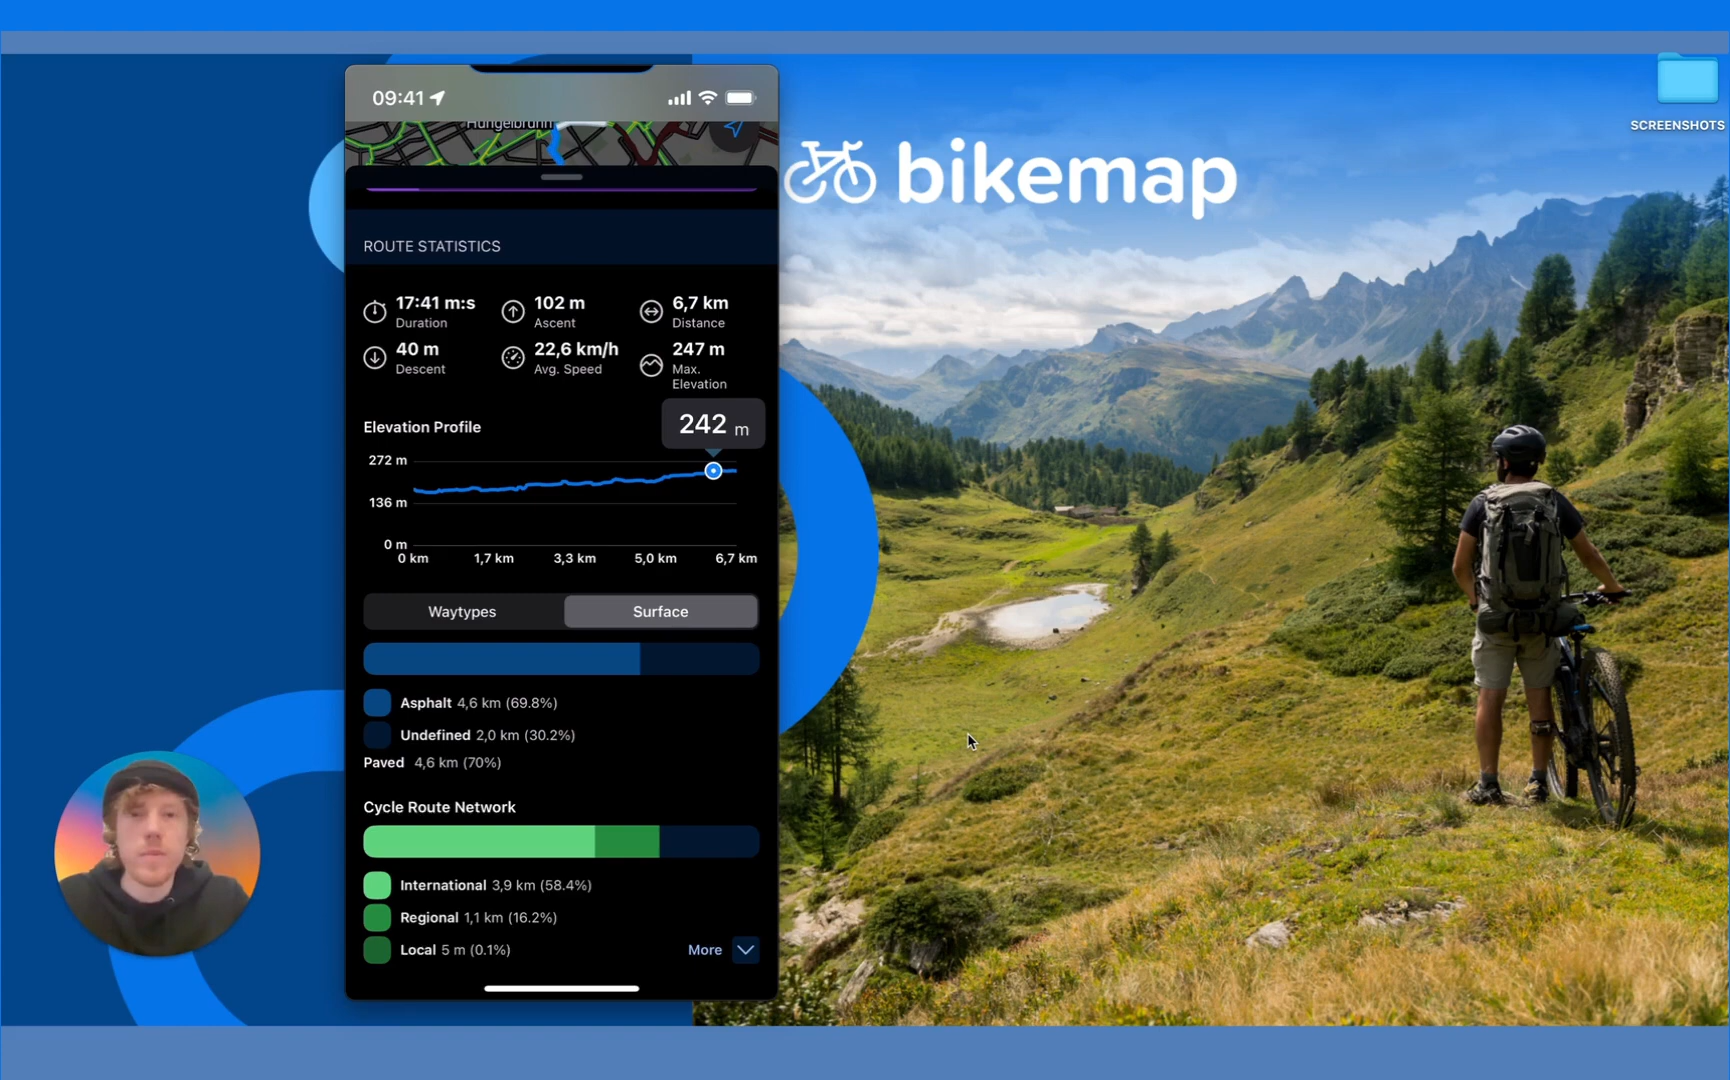 09:41
SCREENSHOTS
bikemap
ROUTE STATISTICS
17:41 m:s
Duration
102 m
Ascent
6,7 km
Distance
40 m
Descent
22,6 km/h
Avg. Speed
247 m
Max.
Elevation
Elevation Profile
242 m
272 m
136 m
0 m
0 km 1,7 km 3,3 km 5,0 km 6,7 km
Waytypes
Surface
Asphalt 4,6 km (69.8%)
Undefined 2,0 km (30.2%)
Paved 4,6 km (70%)
Cycle Route Network
International 3,9 km (58.4%)
Regional 1,1 km (16.2%)
Local 5 m (0.1%)
More